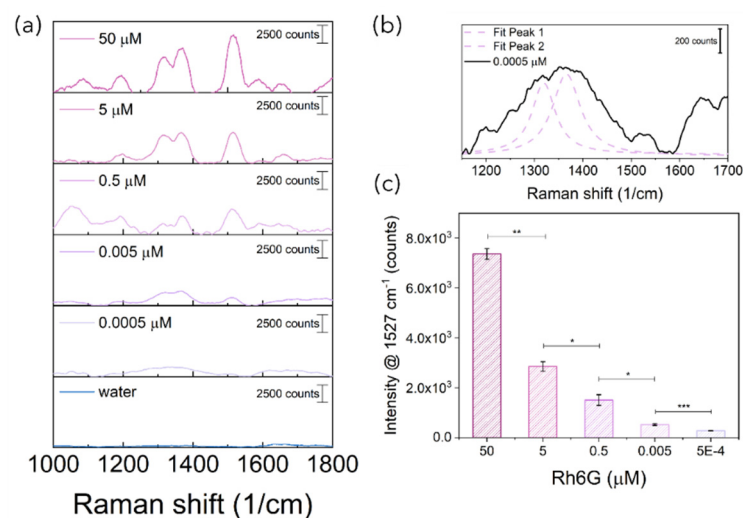 (a)
50 μM
2500 counts
5 μM
2500 counts
0.5 μM
2500 counts
0.005 μM
2500 counts
0.0005 μM
2500 counts
water
2500 counts
1000 1200 1400 1600 1800
Raman shift (1/cm)
(b)
Fit Peak 1
Fit Peak 2
0.0005 μM
200 counts
1200 1300 1400 1500 1600 1700
Raman shift (1/cm)
(c)
Intensity @ 1527 cm⁻¹ (counts)
8.0x10³
6.0x10³
4.0x10³
2.0x10³
0.0
**
*
*
***
50 5 0.5 0.005 5E-4
Rh6G (μM)